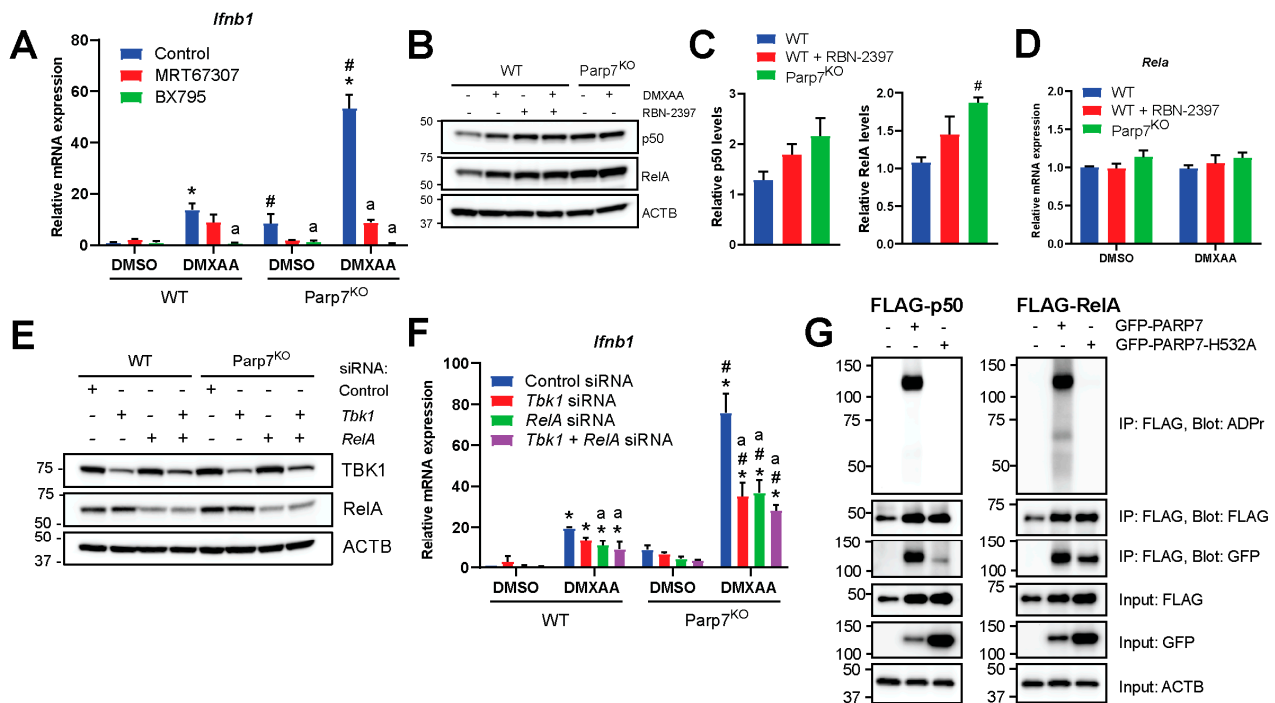 A
Ifnb1
Relative mRNA expression
80
60
40
20
0
Control
MRT67307
BX795
*
#
a
#
*
a
a
a
a
DMSO
DMXAA
DMSO
DMXAA
WT
Parp7KO
B
WT
Parp7KO
- + - + - + DMXAA
- - + + - - RBN-2397
50
p50
75
50
RelA
50
37
ACTB
C
WT
WT + RBN-2397
Parp7KO
Relative p50 levels
3
2
1
0
Relative RelA levels
2.0
1.5
1.0
0.5
0.0
#
D
Rela
WT
WT + RBN-2397
Parp7KO
Relative mRNA expression
2.0
1.5
1.0
0.5
0.0
DMSO
DMXAA
E
WT
Parp7KO
siRNA:
+ - - - + - - - Control
- + - + - + - + Tbk1
- - + + - - + + RelA
75 -
TBK1
75 -
50 -
RelA
50 -
37 -
ACTB
F
Ifnb1
Relative mRNA expression
100
80
60
40
20
0
Control siRNA
Tbk1 siRNA
RelA siRNA
Tbk1 + RelA siRNA
*
*
a
*
a
*
#
*
a
#
*
a
#
*
a
#
*
DMSO
DMXAA
DMSO
DMXAA
WT
Parp7KO
G
FLAG-p50
FLAG-RelA
- + - - + - GFP-PARP7
- - + - - + GFP-PARP7-H532A
150
100
75
50
150
100
75
50
IP: FLAG, Blot: ADPr
50
75
50
IP: FLAG, Blot: FLAG
150
100
150
100
IP: FLAG, Blot: GFP
50
75
50
Input: FLAG
150
100
150
100
Input: GFP
50
37
50
37
Input: ACTB